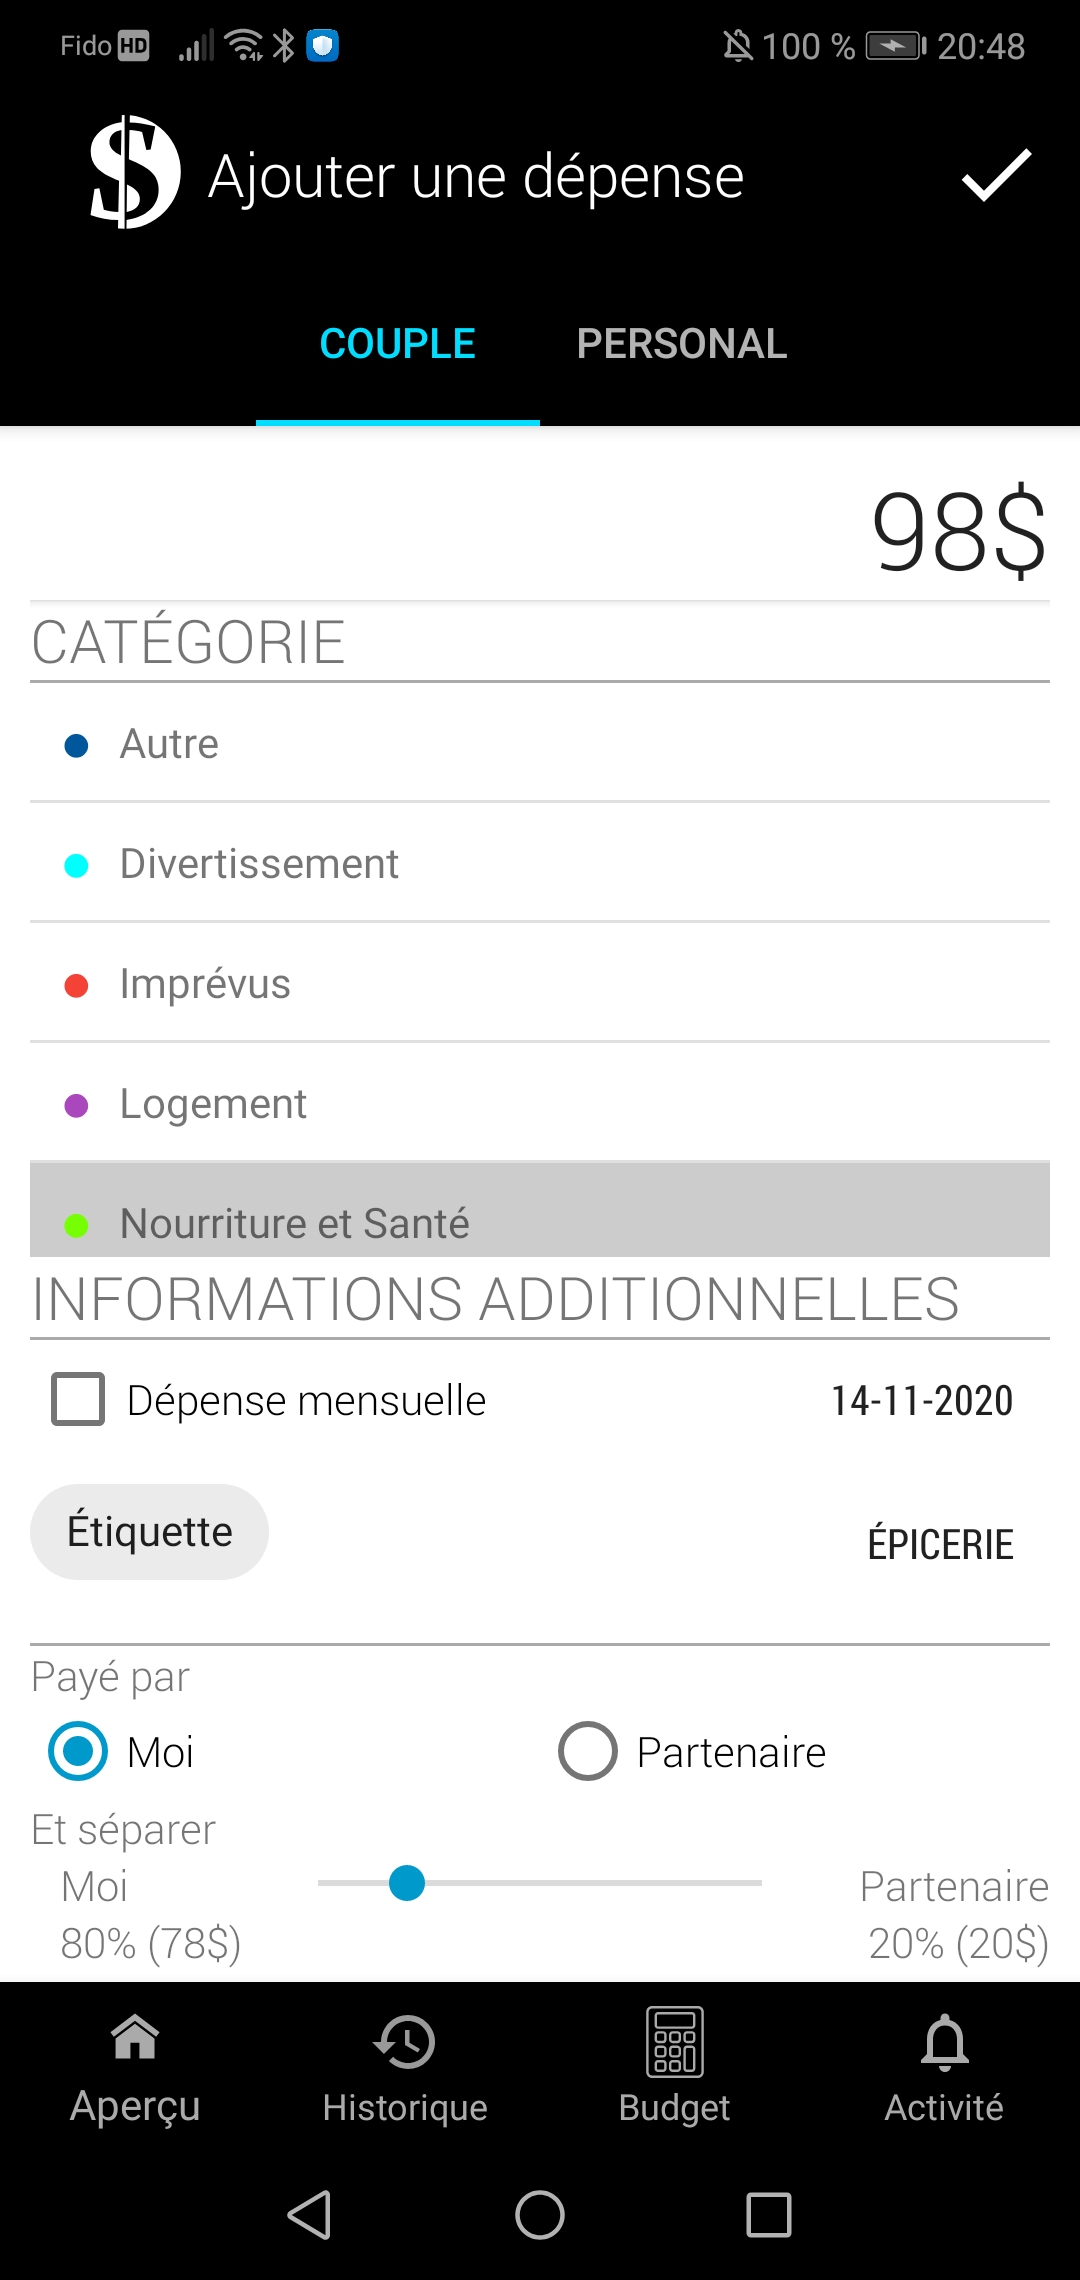 Fido HD 100 % 20:48
$ Ajouter une dépense
COUPLE PERSONAL
98$
CATÉGORIE
Autre
Divertissement
Imprévus
Logement
Nourriture et Santé
INFORMATIONS ADDITIONNELLES
Dépense mensuelle 14-11-2020
Étiquette ÉPICERIE
Payé par
Moi Partenaire
Et séparer
Moi Partenaire
80% (78$) 20% (20$)
Aperçu Historique Budget Activité